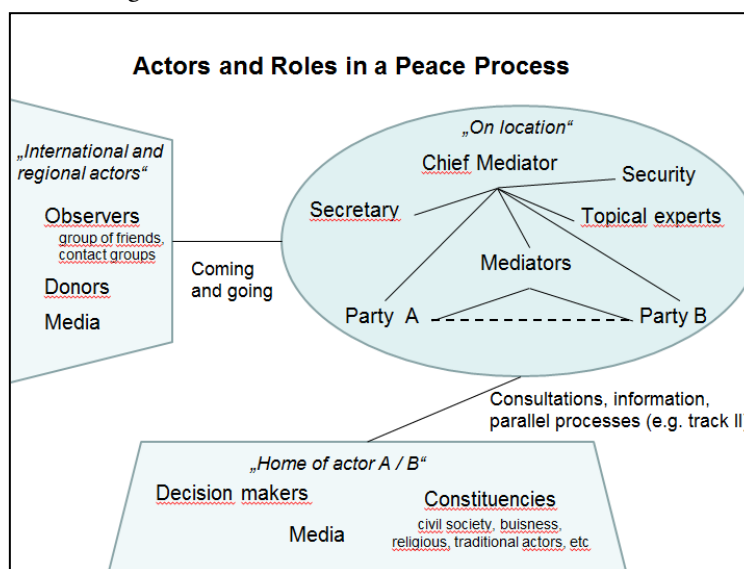 Actors and Roles in a Peace Process
„International and
regional actors“
Observers
group of friends,
contact groups
Donors
Media
Coming
and going
„On location“
Chief Mediator
Security
Secretary
Topical experts
Mediators
Party A
Party B
Consultations, information,
parallel processes (e.g. track II)
„Home of actor A / B“
Decision makers
Media
Constituencies
civil society, buisness,
religious, traditional actors, etc